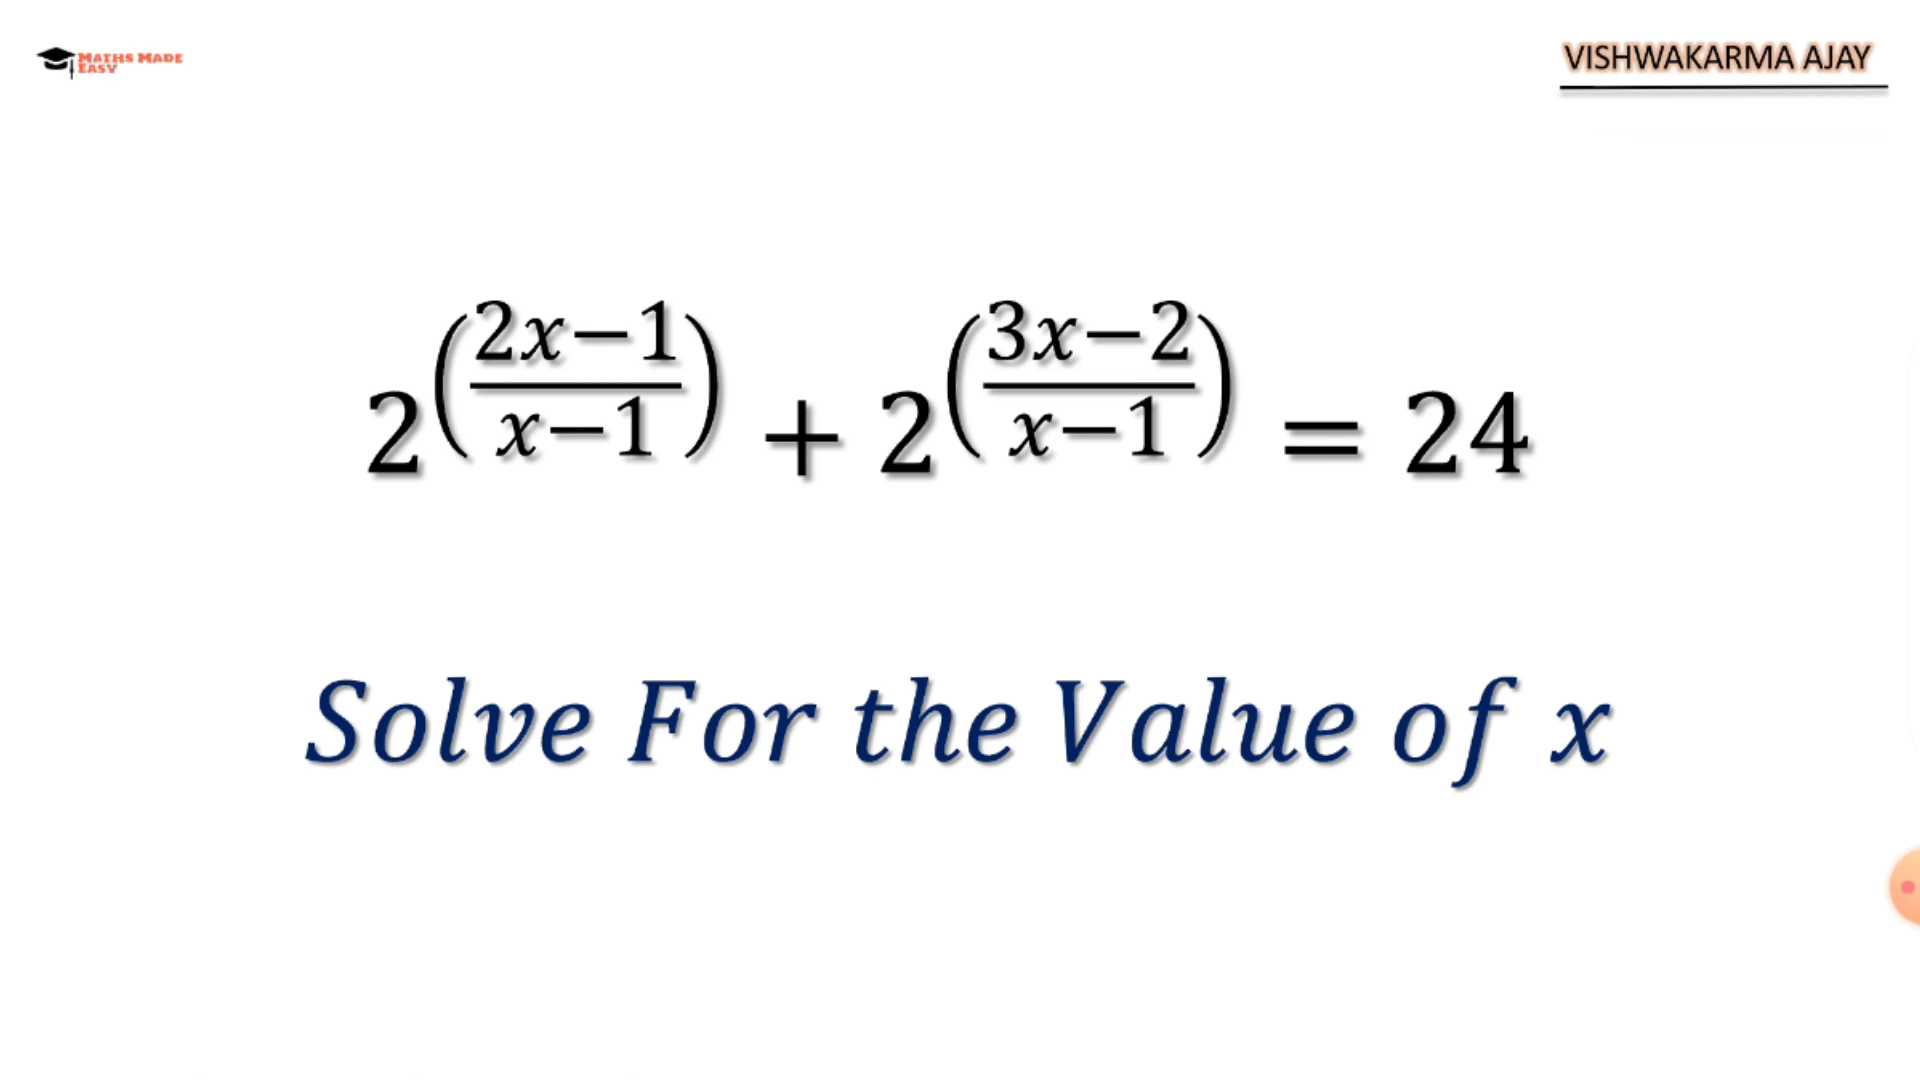 MATHS MADE
EASY
VISHWAKARMA AJAY
2^((2x−1)/(x−1)) + 2^((3x−2)/(x−1)) = 24
Solve For the Value of x